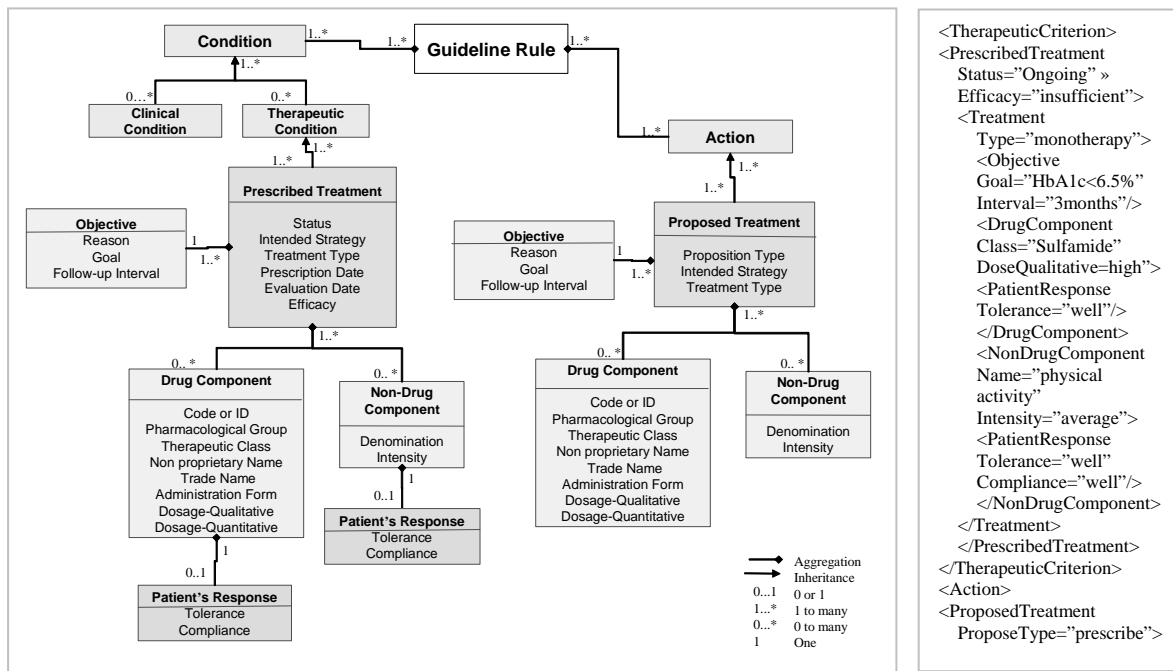 Condition
1..*
1..*
Guideline Rule
1..*
1..*
0...*
0..*
Clinical
Condition
Therapeutic
Condition
1..*
Action
1..*
1..*
1..*
1..*
Prescribed Treatment
Status
Intended Strategy
Treatment Type
Prescription Date
Evaluation Date
Efficacy
Objective
Reason
Goal
Follow-up Interval
1
1..*
1..*
0.. *
0.. *
Drug Component
Code or ID
Pharmacological Group
Therapeutic Class
Non proprietary Name
Trade Name
Administration Form
Dosage-Qualitative
Dosage-Quantitative
1
0..1
Patient's Response
Tolerance
Compliance
Non-Drug
Component
Denomination
Intensity
1
0..1
Patient's Response
Tolerance
Compliance
Proposed Treatment
Proposition Type
Intended Strategy
Treatment Type
Objective
Reason
Goal
Follow-up Interval
1
1..*
1..*
0.. *
0.. *
Drug Component
Code or ID
Pharmacological Group
Therapeutic Class
Non proprietary Name
Trade Name
Administration Form
Dosage-Qualitative
Dosage-Quantitative
Non-Drug
Component
Denomination
Intensity
Aggregation
Inheritance
0...1 0 or 1
1...* 1 to many
0...* 0 to many
1 One
<TherapeuticCriterion>
<PrescribedTreatment
Status=”Ongoing” »
Efficacy=”insufficient”>
<Treatment
Type=”monotherapy”>
<Objective
Goal=”HbA1c<6.5%”
Interval=”3months”/>
<DrugComponent
Class=”Sulfamide”
DoseQualitative=high”>
<PatientResponse
Tolerance=”well”/>
</DrugComponent>
<NonDrugComponent
Name=”physical
activity”
Intensity=”average”>
<PatientResponse
Tolerance=”well”
Compliance=”well”/>
</NonDrugComponent>
</Treatment>
</PrescribedTreatment>
</TherapeuticCriterion>
<Action>
<ProposedTreatment
ProposeType=”prescribe”>